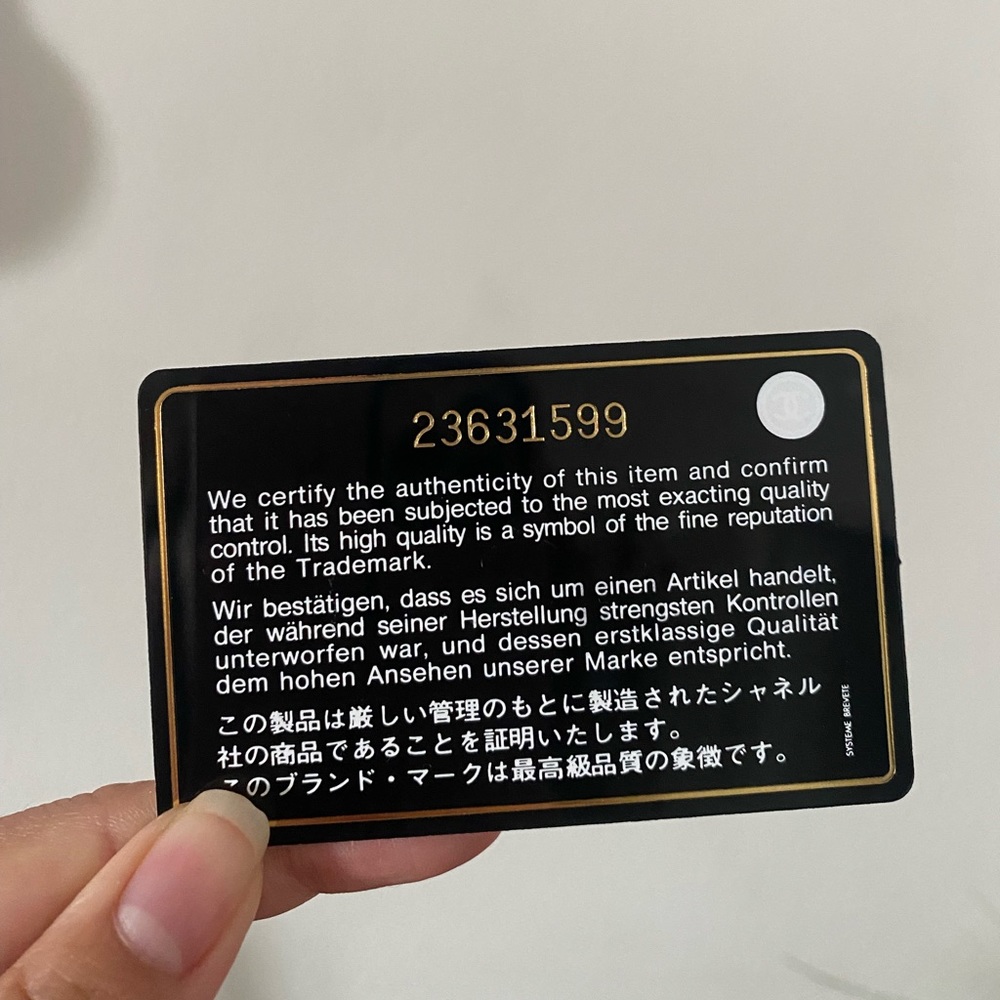 23631599
We certify the authenticity of this item and confirm
that it has been subjected to the most exacting quality
control. Its high quality is a symbol of the fine reputation
of the Trademark.
Wir bestätigen, dass es sich um einen Artikel handelt,
der während seiner Herstellung strengsten Kontrollen
unterworfen war, und dessen erstklassige Qualität
dem hohen Ansehen unserer Marke entspricht.
この製品は厳しい管理のもとに製造されたシャネル
社の商品であることを証明いたします。
このブランド・マークは最高級品質の象徴です。
SYSTEME BREVETE